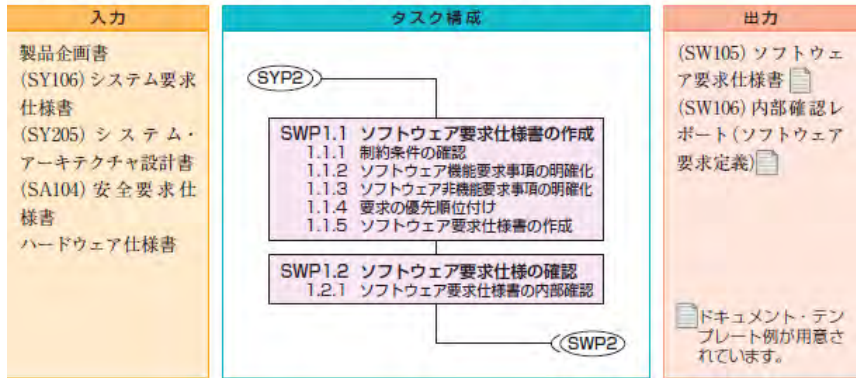 入力
製品企画書
(SY106)システム要求
仕様書
(SY205)システム・
アーキテクチャ設計書
(SA104)安全要求仕
様書
ハードウェア仕様書
タスク構成
SYP2
SWP1.1 ソフトウェア要求仕様書の作成
1.1.1 制約条件の確認
1.1.2 ソフトウェア機能要求事項の明確化
1.1.3 ソフトウェア非機能要求事項の明確化
1.1.4 要求の優先順位付け
1.1.5 ソフトウェア要求仕様書の作成
SWP1.2 ソフトウェア要求仕様の確認
1.2.1 ソフトウェア要求仕様書の内部確認
SWP2
出力
(SW105)ソフトウェ
ア要求仕様書
(SW106)内部確認レ
ポート(ソフトウェア
要求定義)
ドキュメント・テン
プレート例が用意さ
れています。